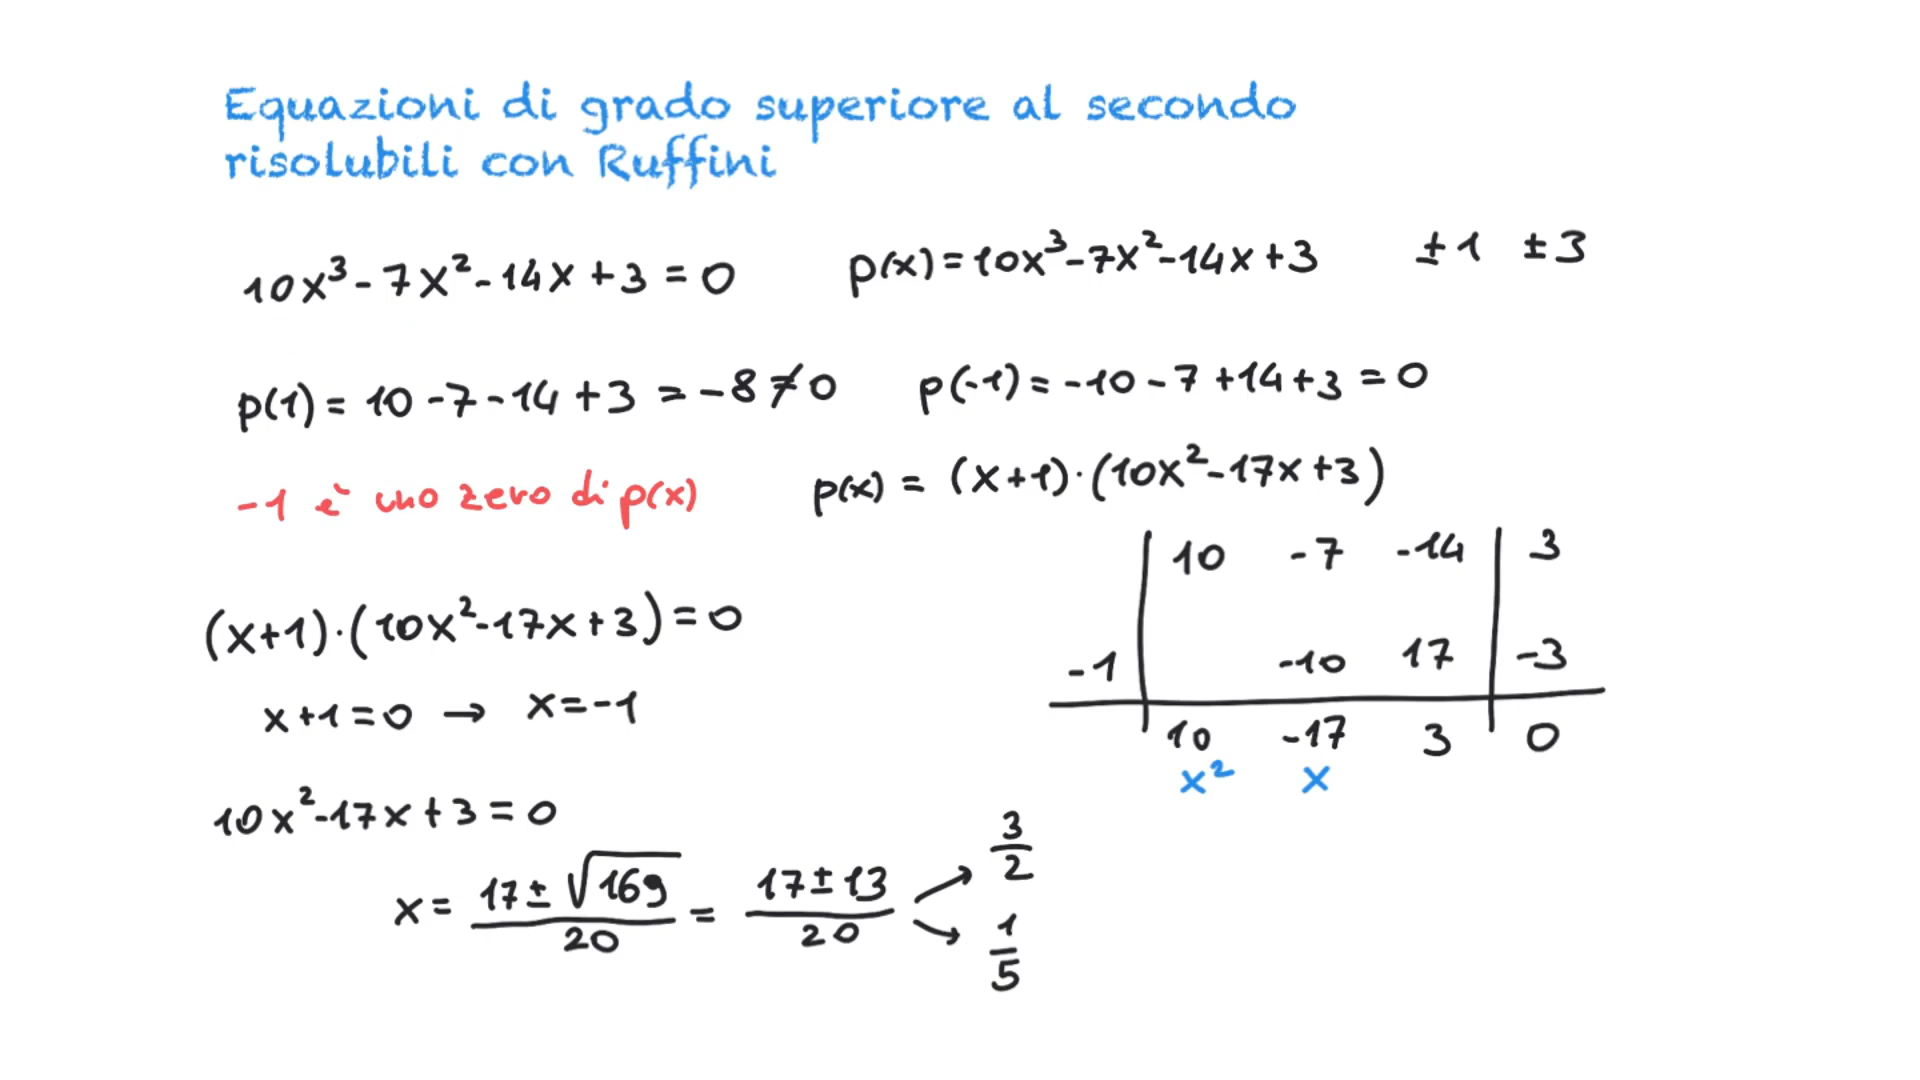 Equazioni di grado superiore al secondo
risolubili con Ruffini
10x³-7x²-14x+3=0
p(x)=10x³-7x²-14x+3
±1 ±3
p(1)=10-7-14+3=-8≠0
p(-1)=-10-7+14+3=0
-1 è uno zero di p(x)
p(x)=(x+1)·(10x²-17x+3)
10 -7 -14 3
-1 -10 17 -3
10 -17 3 0
x² x
(x+1)·(10x²-17x+3)=0
x+1=0 → x=-1
10x²-17x+3=0
x = (17±√169)/20 = (17±13)/20
3/2
1/5